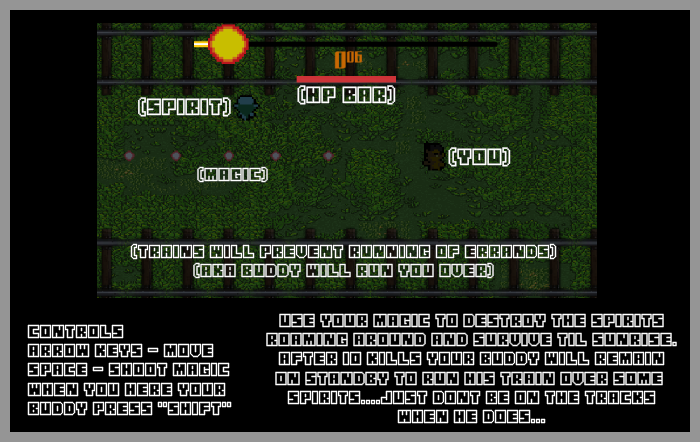 006
(HP BAR)
(SPIRIT)
(YOU)
(MAGIC)
(TRAINS WILL PREVENT RUNNING OF ERRANDS)
(AKA BUDDY WILL RUN YOU OVER)
CONTROLS
ARROW KEYS - MOVE
SPACE - SHOOT MAGIC
WHEN YOU HERE YOUR
BUDDY PRESS "SHIFT"
USE YOUR MAGIC TO DESTROY THE SPIRITS
ROAMING AROUND AND SURVIVE TIL SUNRISE.
AFTER 10 KILLS YOUR BUDDY WILL REMAIN
ON STANDBY TO RUN HIS TRAIN OVER SOME
SPIRITS....JUST DONT BE ON THE TRACKS
WHEN HE DOES...